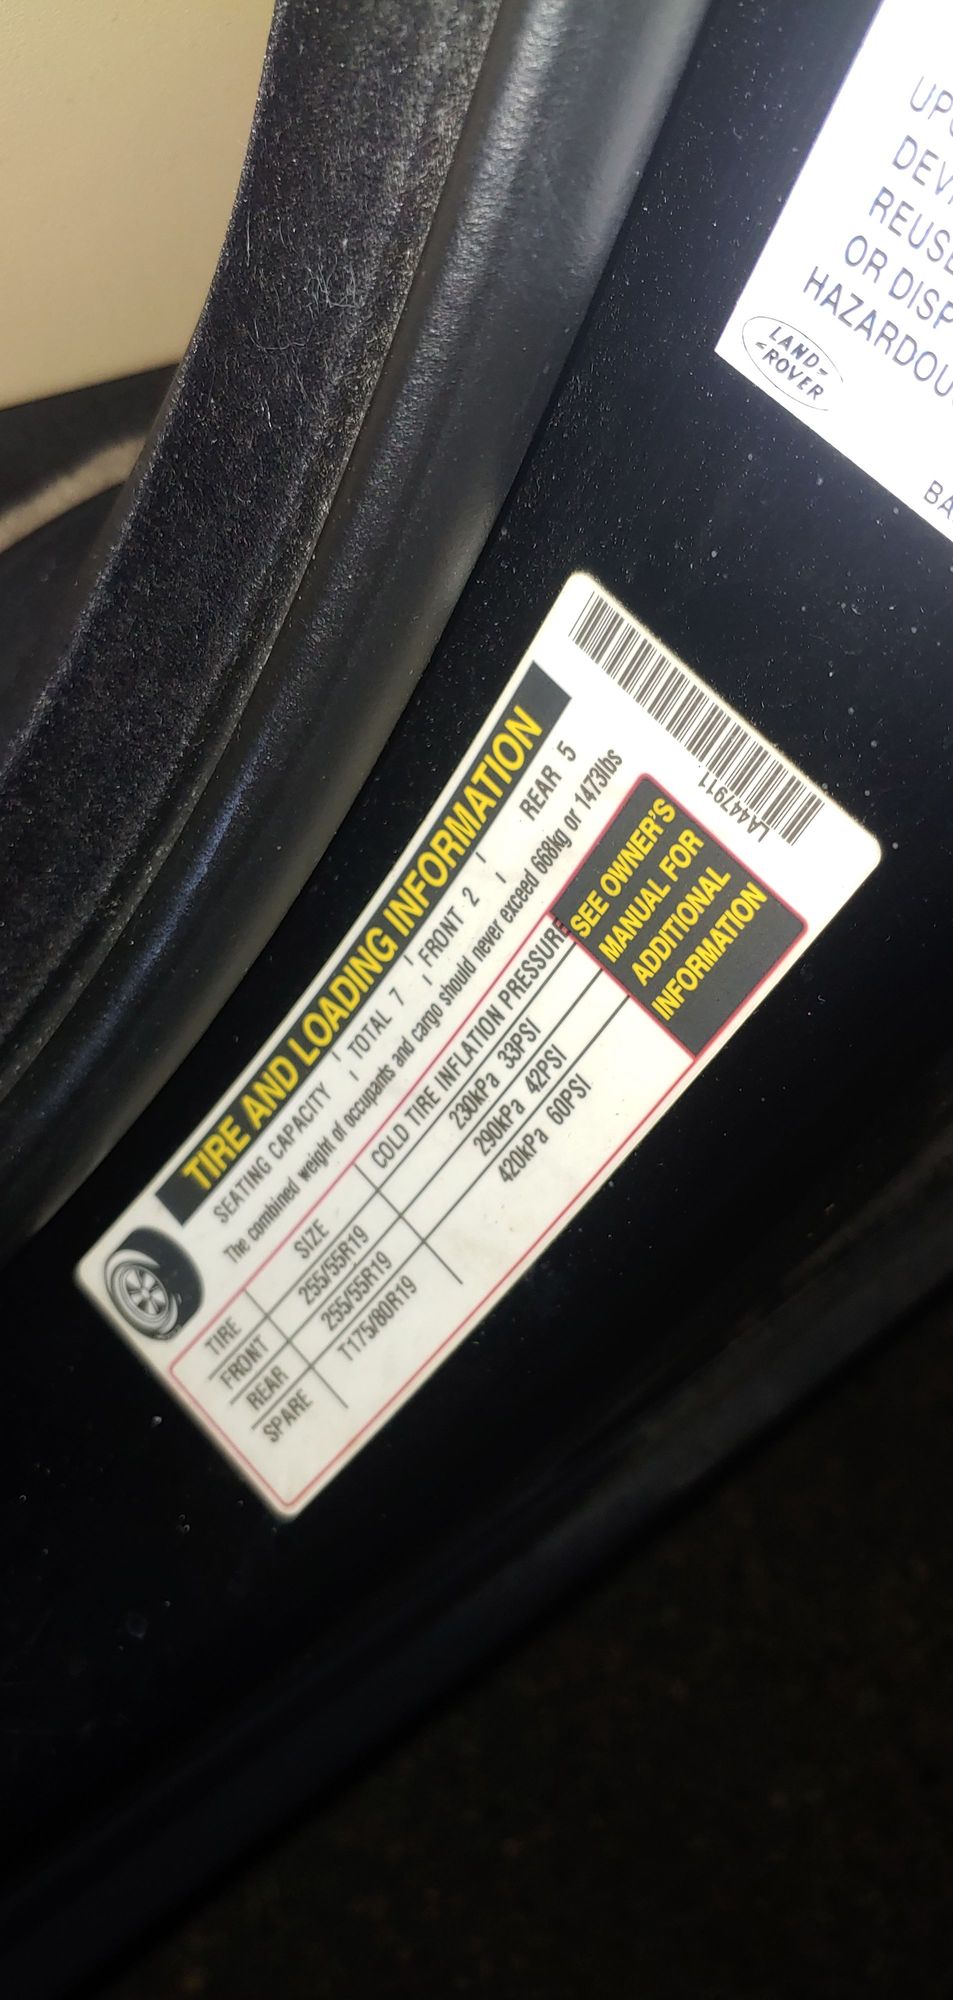 UP
DEV
REUSE
OR DISP
HAZARDOU
LAND-
-ROVER
BA
LA447911
TIRE AND LOADING INFORMATION
SEATING CAPACITY TOTAL 7 FRONT 2 REAR 5
The combined weight of occupants and cargo should never exceed 668kg or 1473lbs
TIRE SIZE COLD TIRE INFLATION PRESSURE
FRONT 255/55R19 230kPa 33PSI
REAR 255/55R19 290kPa 42PSI
SPARE T175/80R19 420kPa 60PSI
SEE OWNER'S
MANUAL FOR
ADDITIONAL
INFORMATION